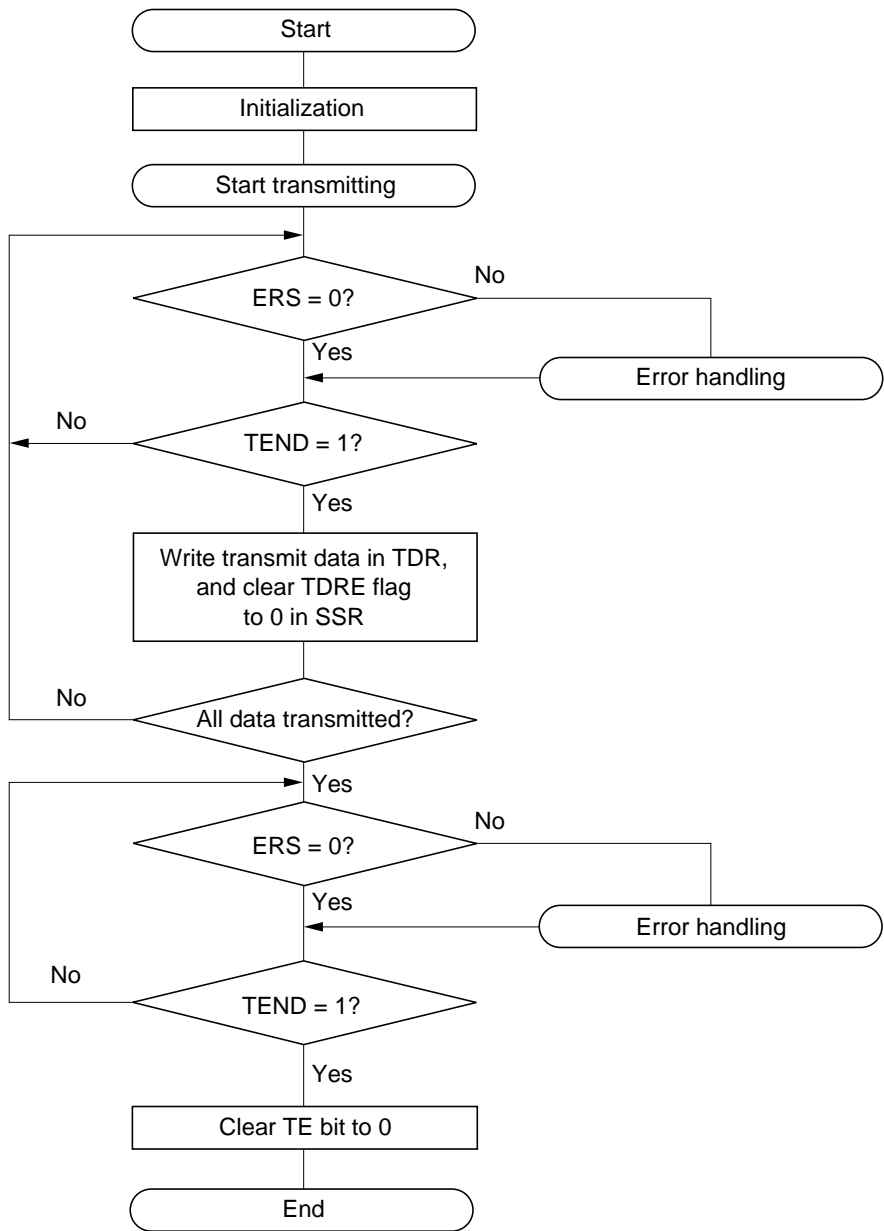 Start
Initialization
Start transmitting
No
ERS = 0?
Yes
Error handling
No
TEND = 1?
Yes
Write transmit data in TDR,
and clear TDRE flag
to 0 in SSR
No
All data transmitted?
Yes
No
ERS = 0?
Yes
Error handling
No
TEND = 1?
Yes
Clear TE bit to 0
End